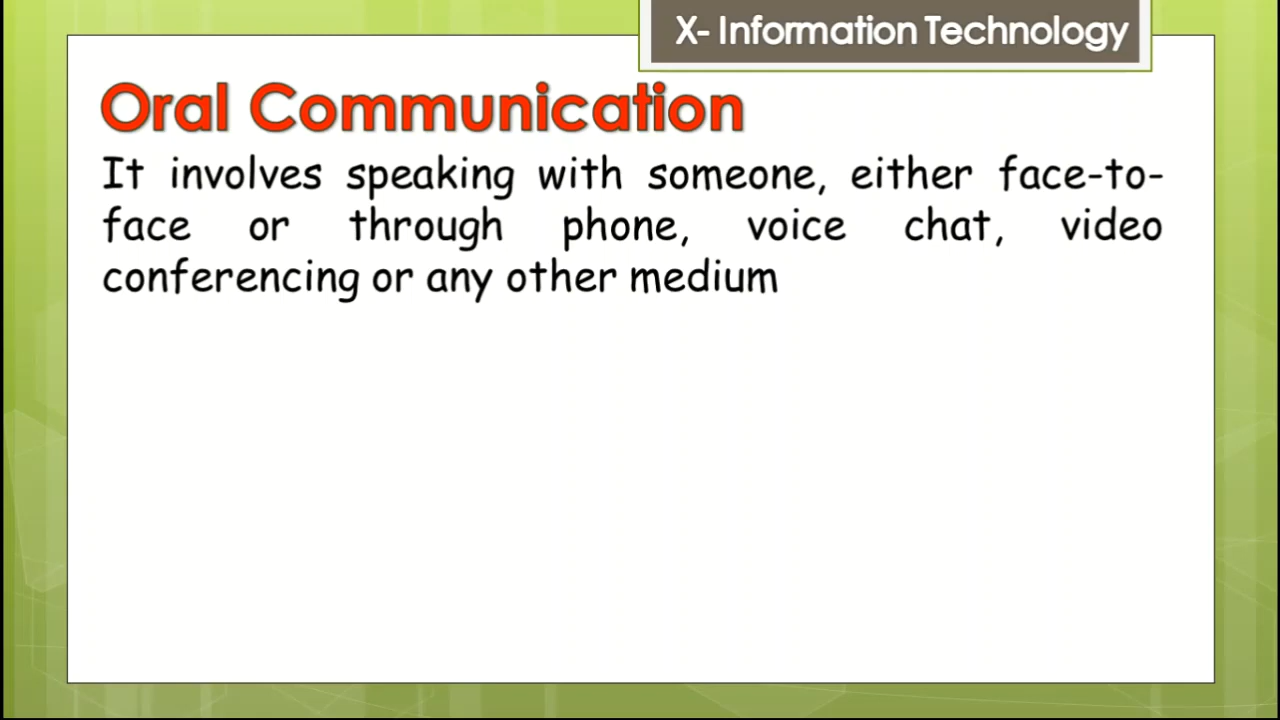 X- Information Technology
Oral Communication
It involves speaking with someone, either face-to-
face or through phone, voice chat, video
conferencing or any other medium